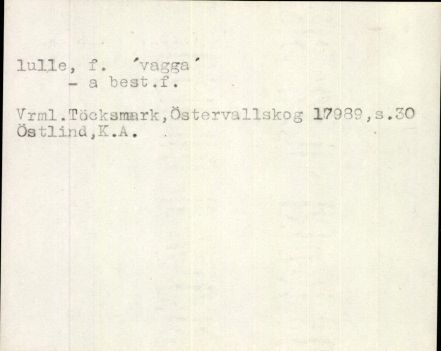 lulle, f. ´vagga´
- a best.f.
Vrml.Töcksmark,Östervallskog 17989,s.30
Östlind,K.A.